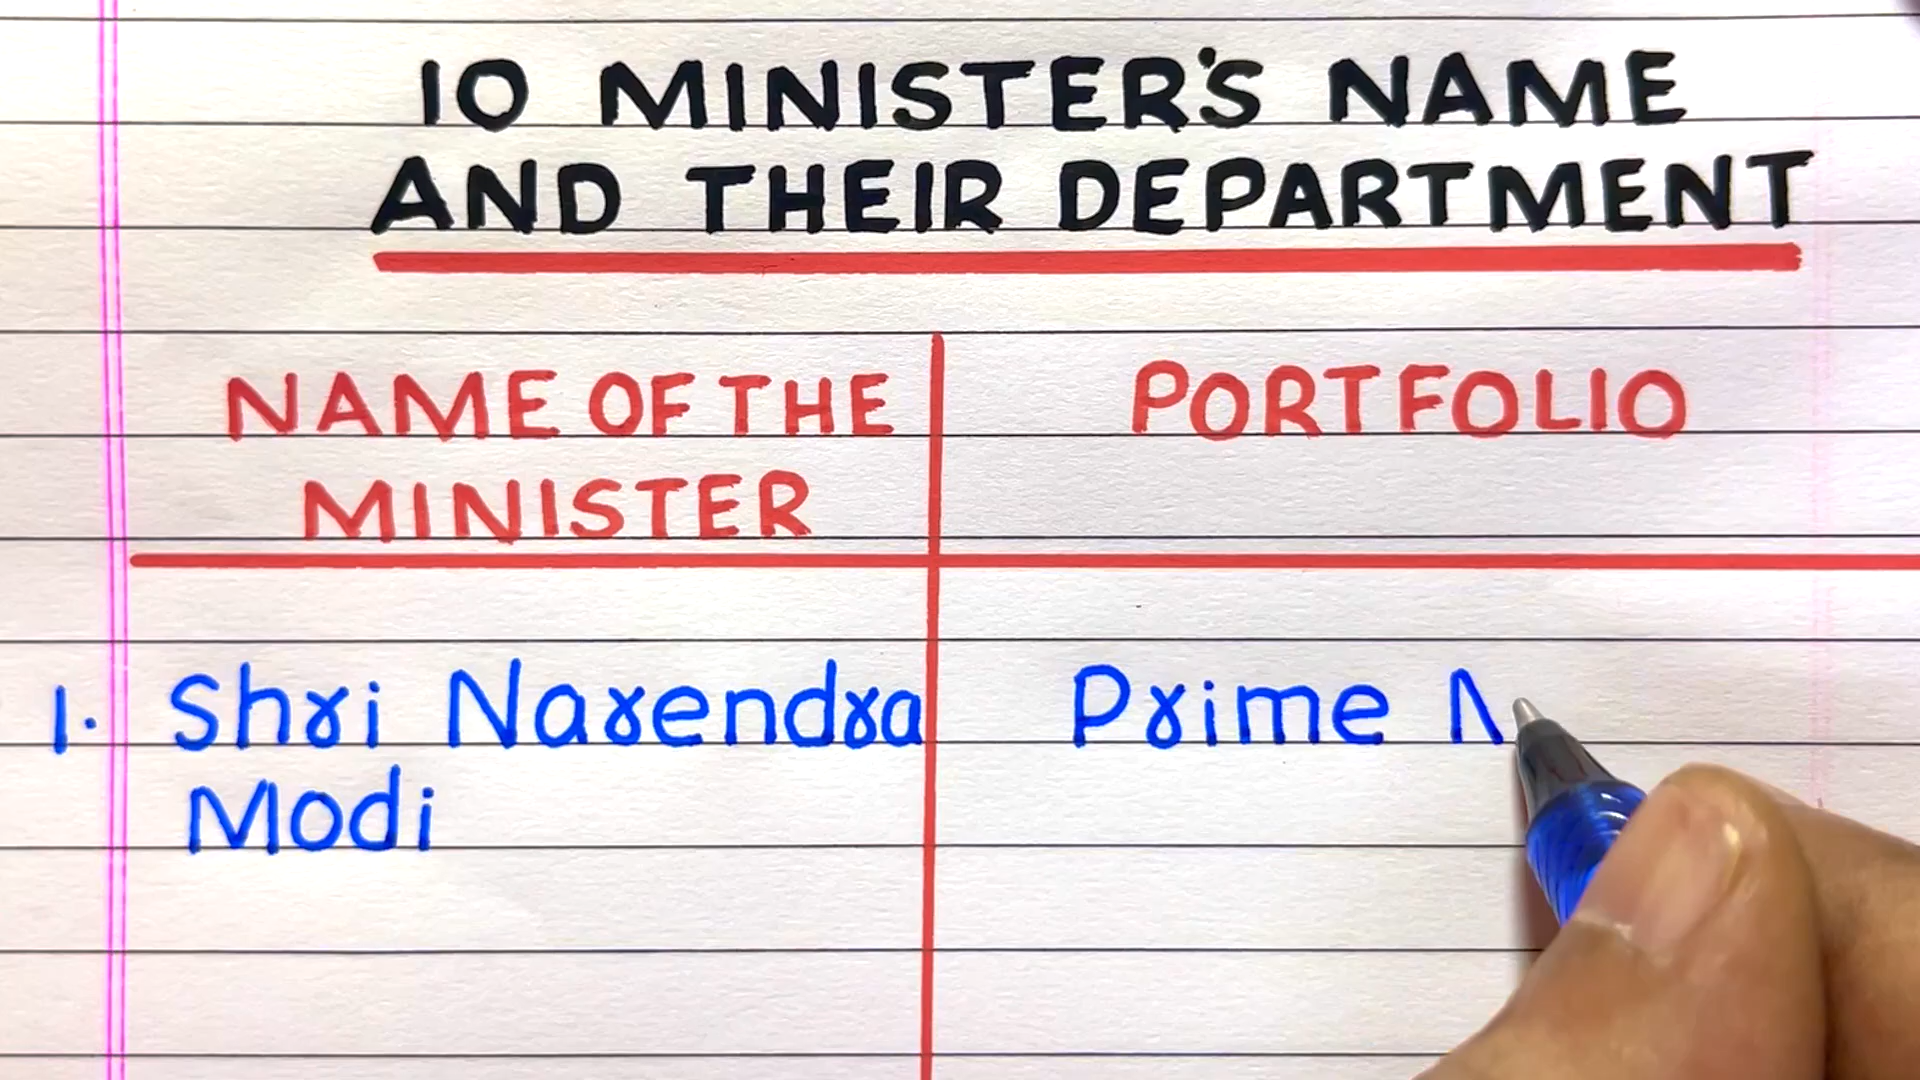 10 MINISTER'S NAME
AND THEIR DEPARTMENT
NAME OF THE
MINISTER
PORTFOLIO
1. Shri Narendra
Modi
Prime